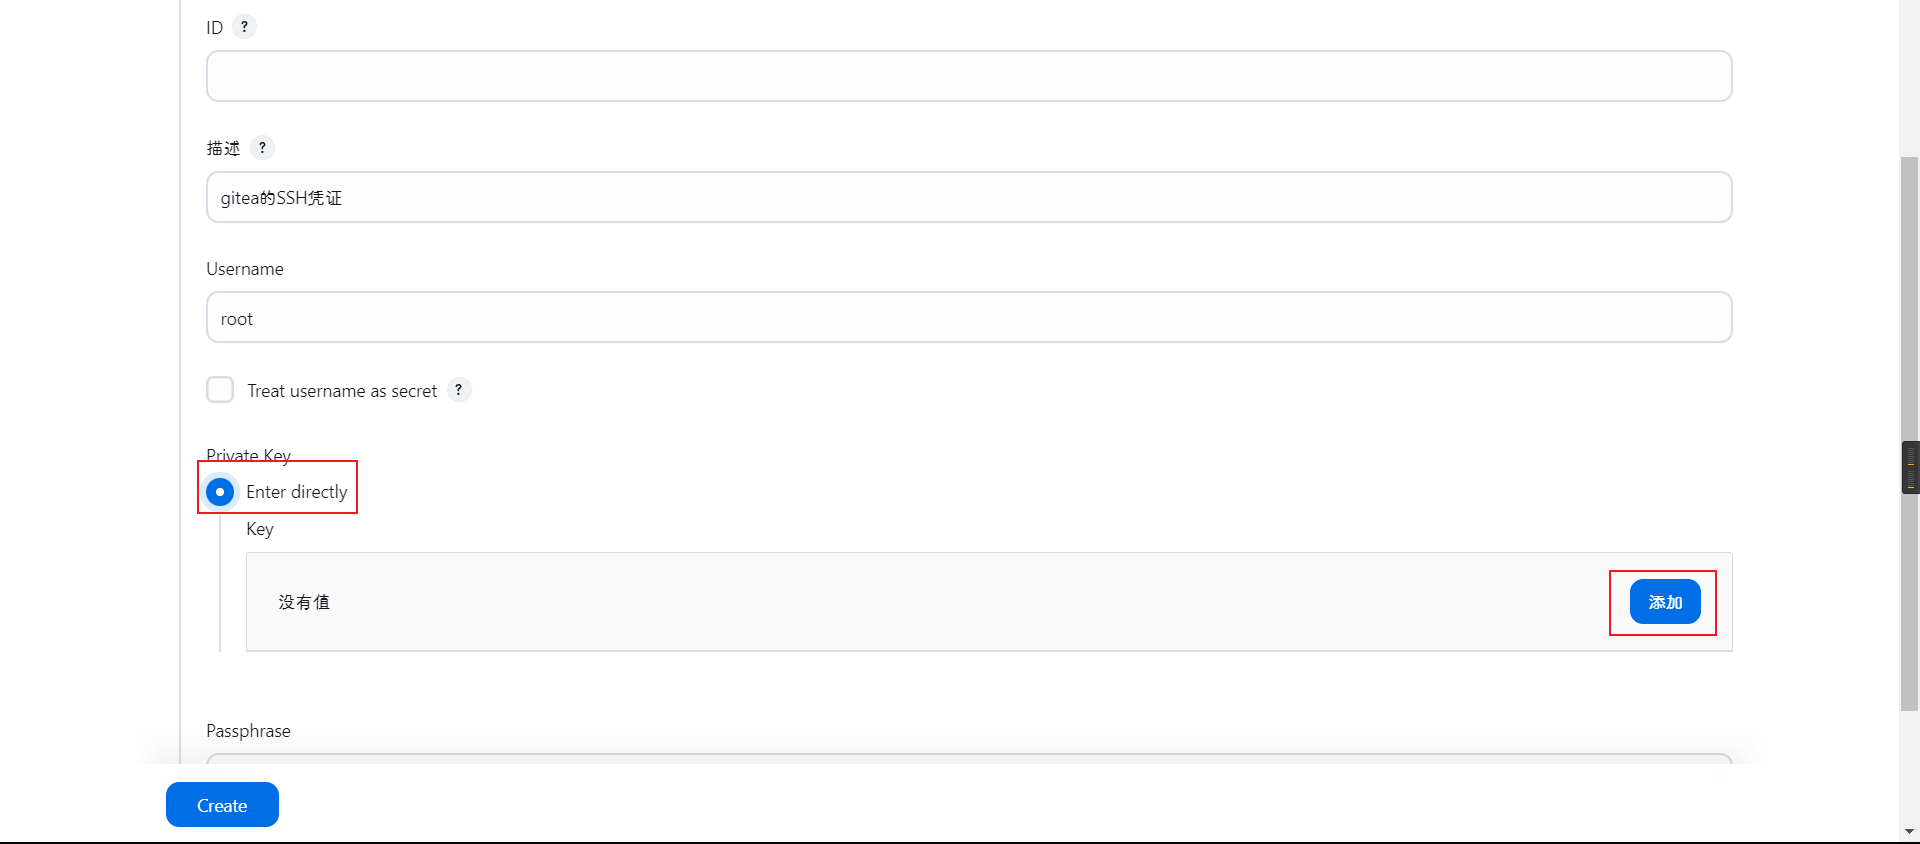 ID ?
描述 ?
gitea的SSH凭证
Username
root
Treat username as secret ?
Private Key
Enter directly
Key
没有值
添加
Passphrase
Create